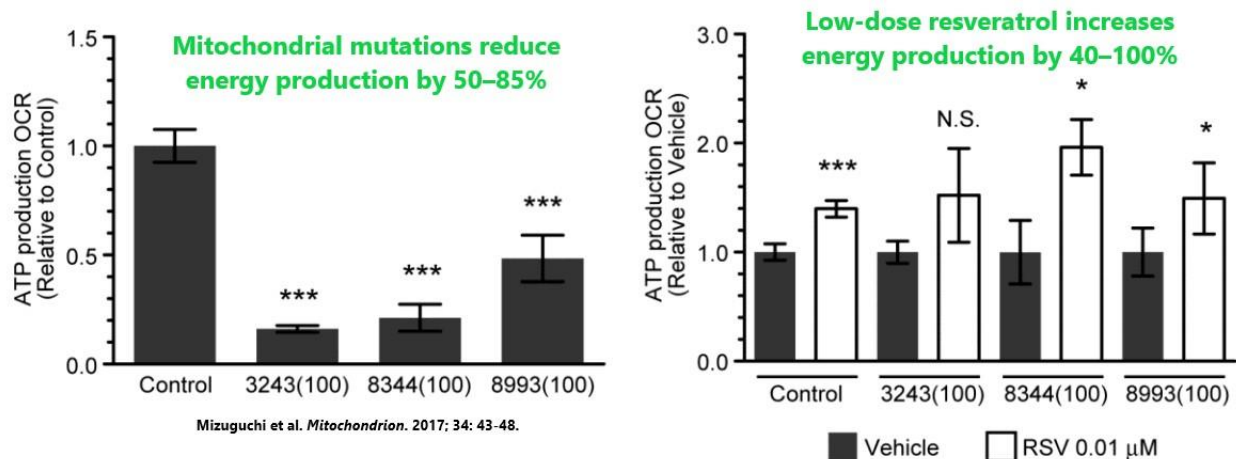 Mitochondrial mutations reduce
energy production by 50–85%
ATP production OCR
(Relative to Control)
1.5
1.0
0.5
0.0
***
***
***
Control
3243(100)
8344(100)
8993(100)
Mizuguchi et al. Mitochondrion. 2017; 34: 43-48.
Low-dose resveratrol increases
energy production by 40–100%
ATP production OCR
(Relative to Vehicle)
3.0
2.0
1.0
0.0
***
N.S.
*
*
Control
3243(100)
8344(100)
8993(100)
Vehicle
RSV 0.01 μM